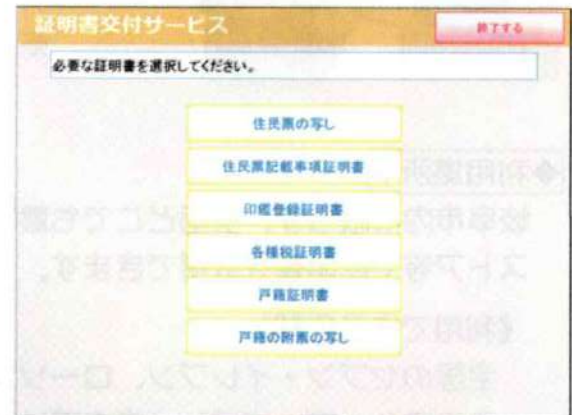 証明書交付サービス
終了する
必要な証明書を選択してください。
住民票の写し
住民票記載事項証明書
印鑑登録証明書
各種税証明書
戸籍証明書
戸籍の附票の写し